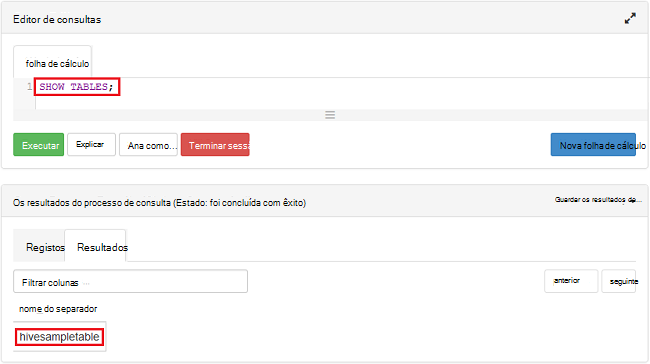 Editor de consultas
folha de cálculo
1 SHOW TABLES;
Executar Explicar Ana como... Terminar sessa Nova folha de cálculo
Os resultados do processo de consulta (Estado: foi concluída com êxito) Guardar os resultados de...
Registos Resultados
Filtrar colunas ... anterior seguinte
nome do separador
hivesampletable